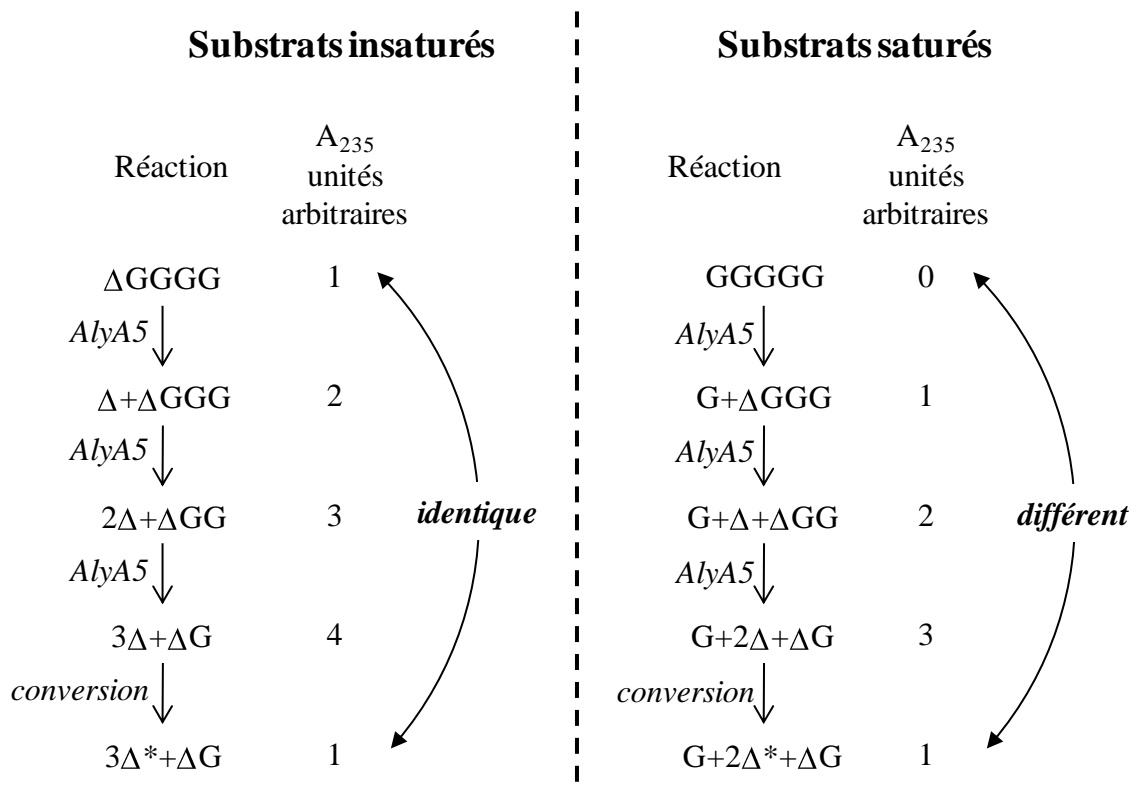 Substrats insaturés
Réaction
A235
unités
arbitraires
ΔGGGG 1
AlyA5
Δ+ΔGGG 2
AlyA5
2Δ+ΔGG 3
identique
AlyA5
3Δ+ΔG 4
conversion
3Δ*+ΔG 1
Substrats saturés
Réaction
A235
unités
arbitraires
GGGGG 0
AlyA5
G+ΔGGG 1
AlyA5
G+Δ+ΔGG 2
différent
AlyA5
G+2Δ+ΔG 3
conversion
G+2Δ*+ΔG 1